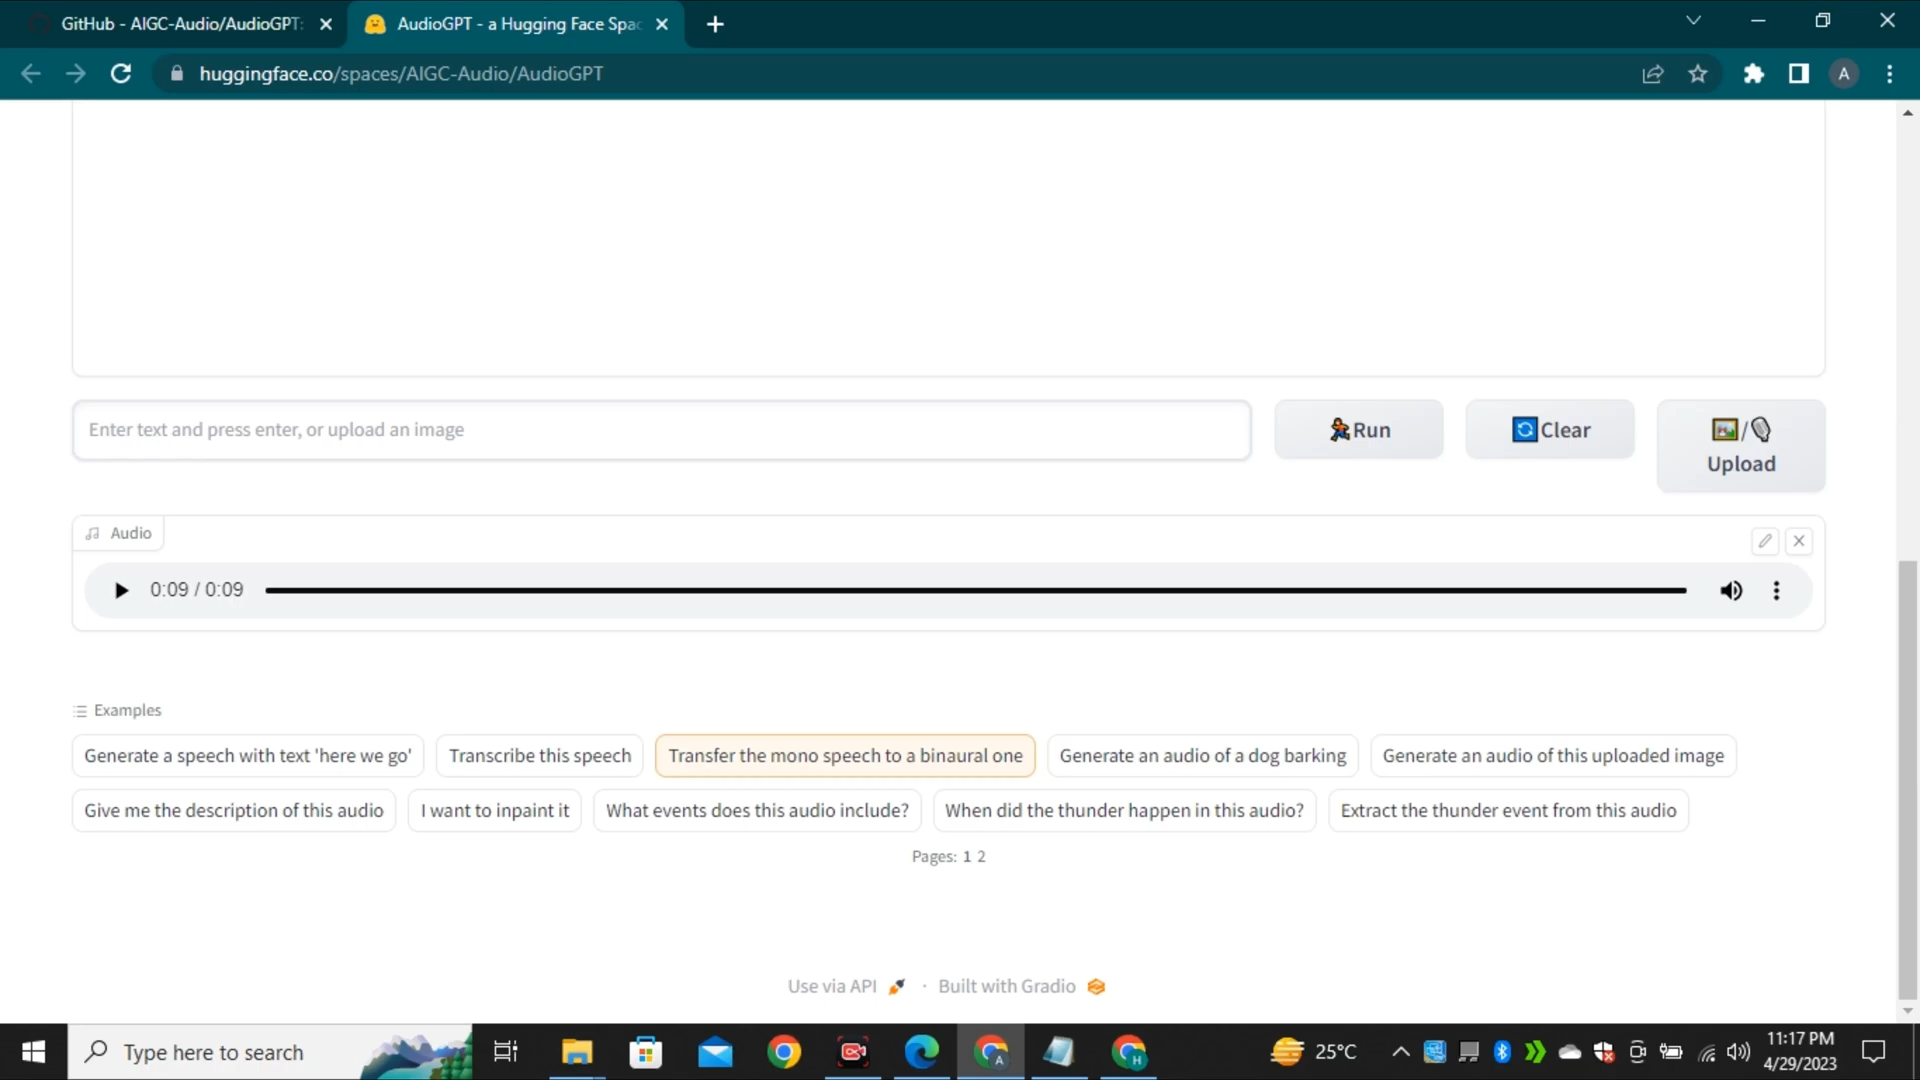 GitHub - AIGC-Audio/AudioGPT:
AudioGPT - a Hugging Face Spac
huggingface.co/spaces/AIGC-Audio/AudioGPT
A
Enter text and press enter, or upload an image
Run
Clear
/
Upload
Audio
0:09 / 0:09
Examples
Generate a speech with text 'here we go'
Transcribe this speech
Transfer the mono speech to a binaural one
Generate an audio of a dog barking
Generate an audio of this uploaded image
Give me the description of this audio
I want to inpaint it
What events does this audio include?
When did the thunder happen in this audio?
Extract the thunder event from this audio
Pages: 1 2
Use via API · Built with Gradio
Type here to search
A
H
25°C
11:17 PM
4/29/2023